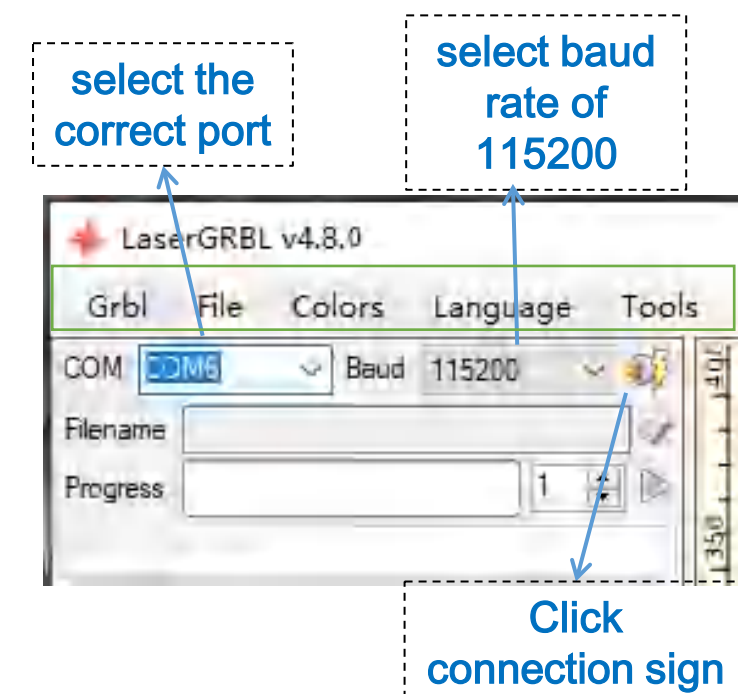 select the
correct port
select baud
rate of
115200
LaserGRBL v4.8.0
Grbl File Colors Language Tools
COM COM6 Baud 115200
Filename
Progress 1
350
Click
connection sign